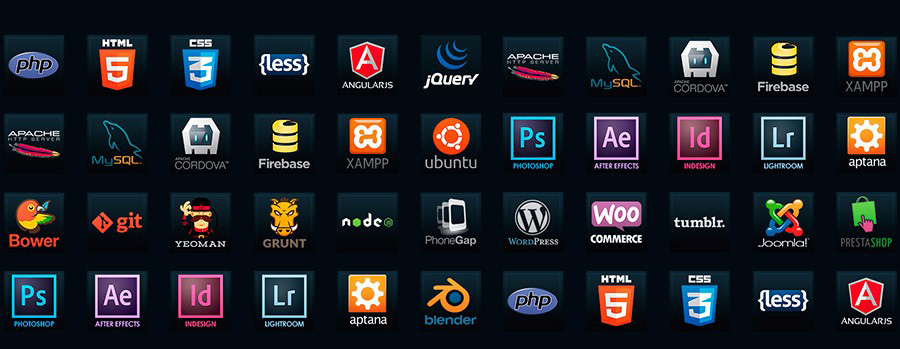 php HTML 5 CSS 3 {less} A ANGULARJS jQuery APACHE HTTP SERVER MySQL APACHE CORDOVA™ Firebase XAMPP
APACHE HTTP SERVER MySQL APACHE CORDOVA™ Firebase XAMPP ubuntu Ps PHOTOSHOP Ae AFTER EFFECTS Id INDESIGN Lr LIGHTROOM aptana
Bower git YEOMAN GRUNT node PhoneGap W WORDPRESS WOO COMMERCE tumblr. Joomla! PRESTASHOP
Ps PHOTOSHOP Ae AFTER EFFECTS Id INDESIGN Lr LIGHTROOM aptana blender php HTML 5 CSS 3 {less} A ANGULARJS